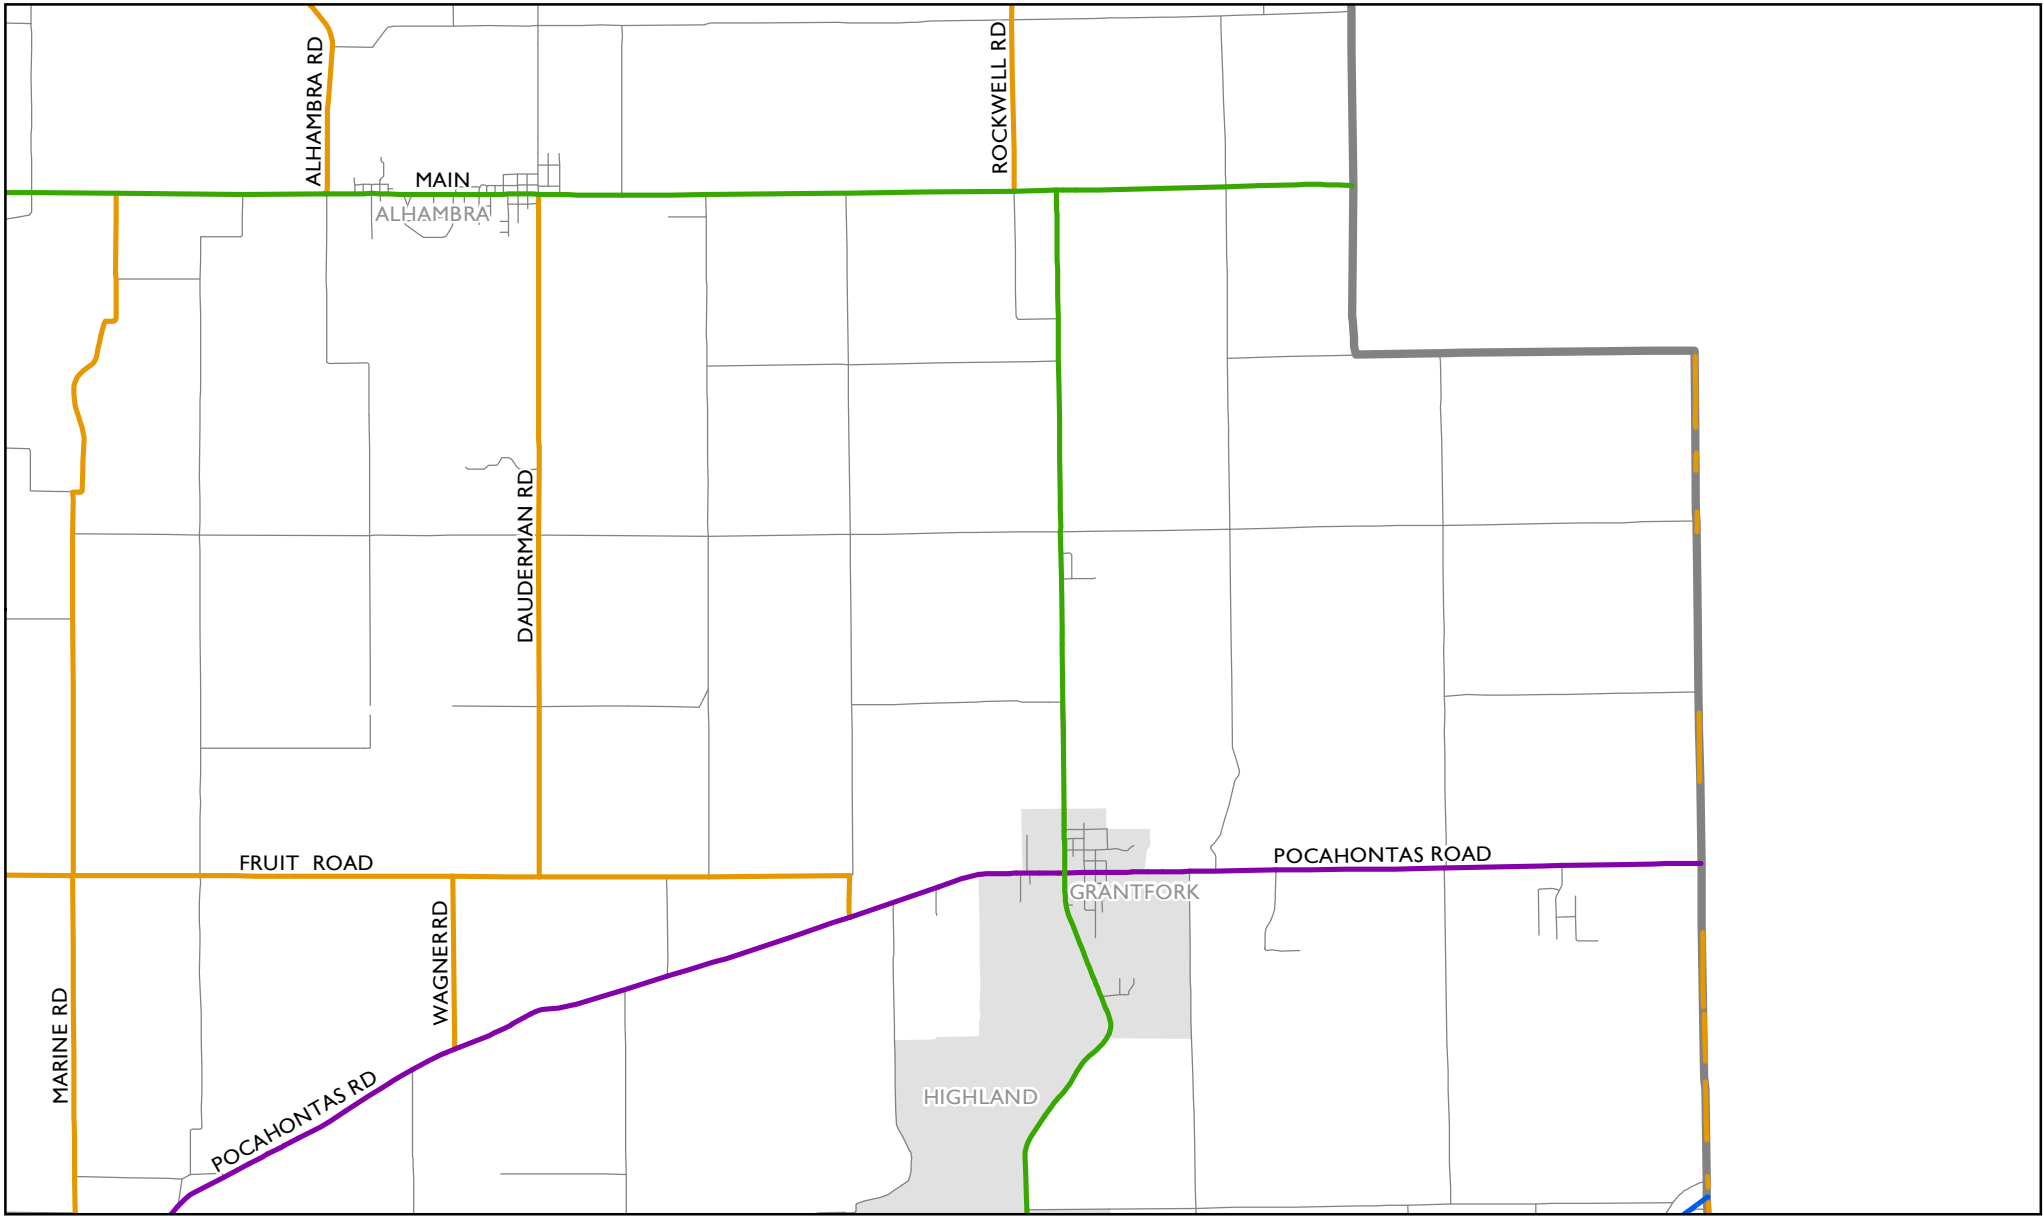 ALHAMBRA RD
ROCKWELL RD
MAIN
ALHAMBRA
DAUDERMAN RD
FRUIT ROAD
POCAHONTAS ROAD
GRANTFORK
WAGNER RD
MARINE RD
POCAHONTAS RD
HIGHLAND